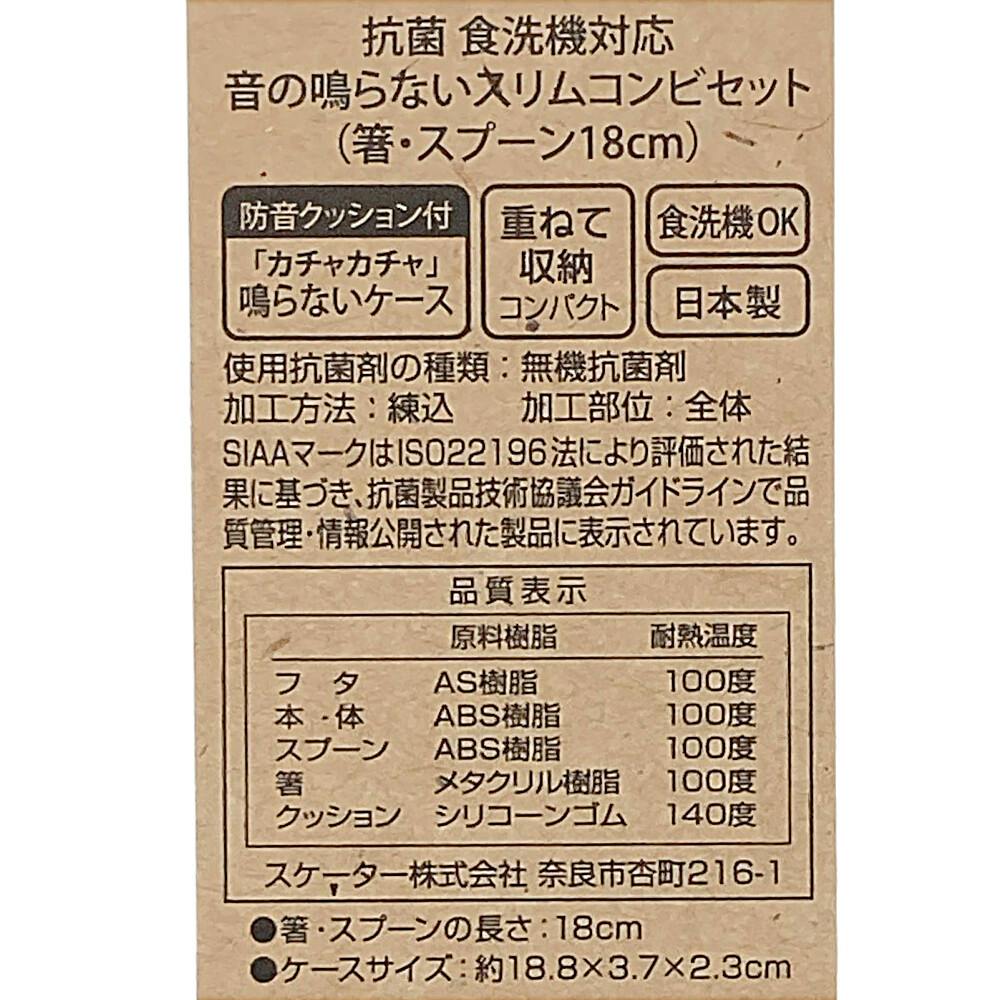 抗菌 食洗機対応
音の鳴らないスリムコンビセット
(箸・スプーン18cm)
防音クッション付
「カチャカチャ」
鳴らないケース
重ねて
収納
コンパクト
食洗機OK
日本製
使用抗菌剤の種類:無機抗菌剤
加工方法:練込 加工部位:全体
SIAAマークはISO22196法により評価された結
果に基づき、抗菌製品技術協議会ガイドラインで品
質管理・情報公開された製品に表示されています。
品質表示
原料樹脂 耐熱温度
フタ AS樹脂 100度
本体 ABS樹脂 100度
スプーン ABS樹脂 100度
箸 メタクリル樹脂 100度
クッション シリコーンゴム 140度
スケーター株式会社 奈良市杏町216-1
●箸・スプーンの長さ:18cm
●ケースサイズ:約18.8×3.7×2.3cm